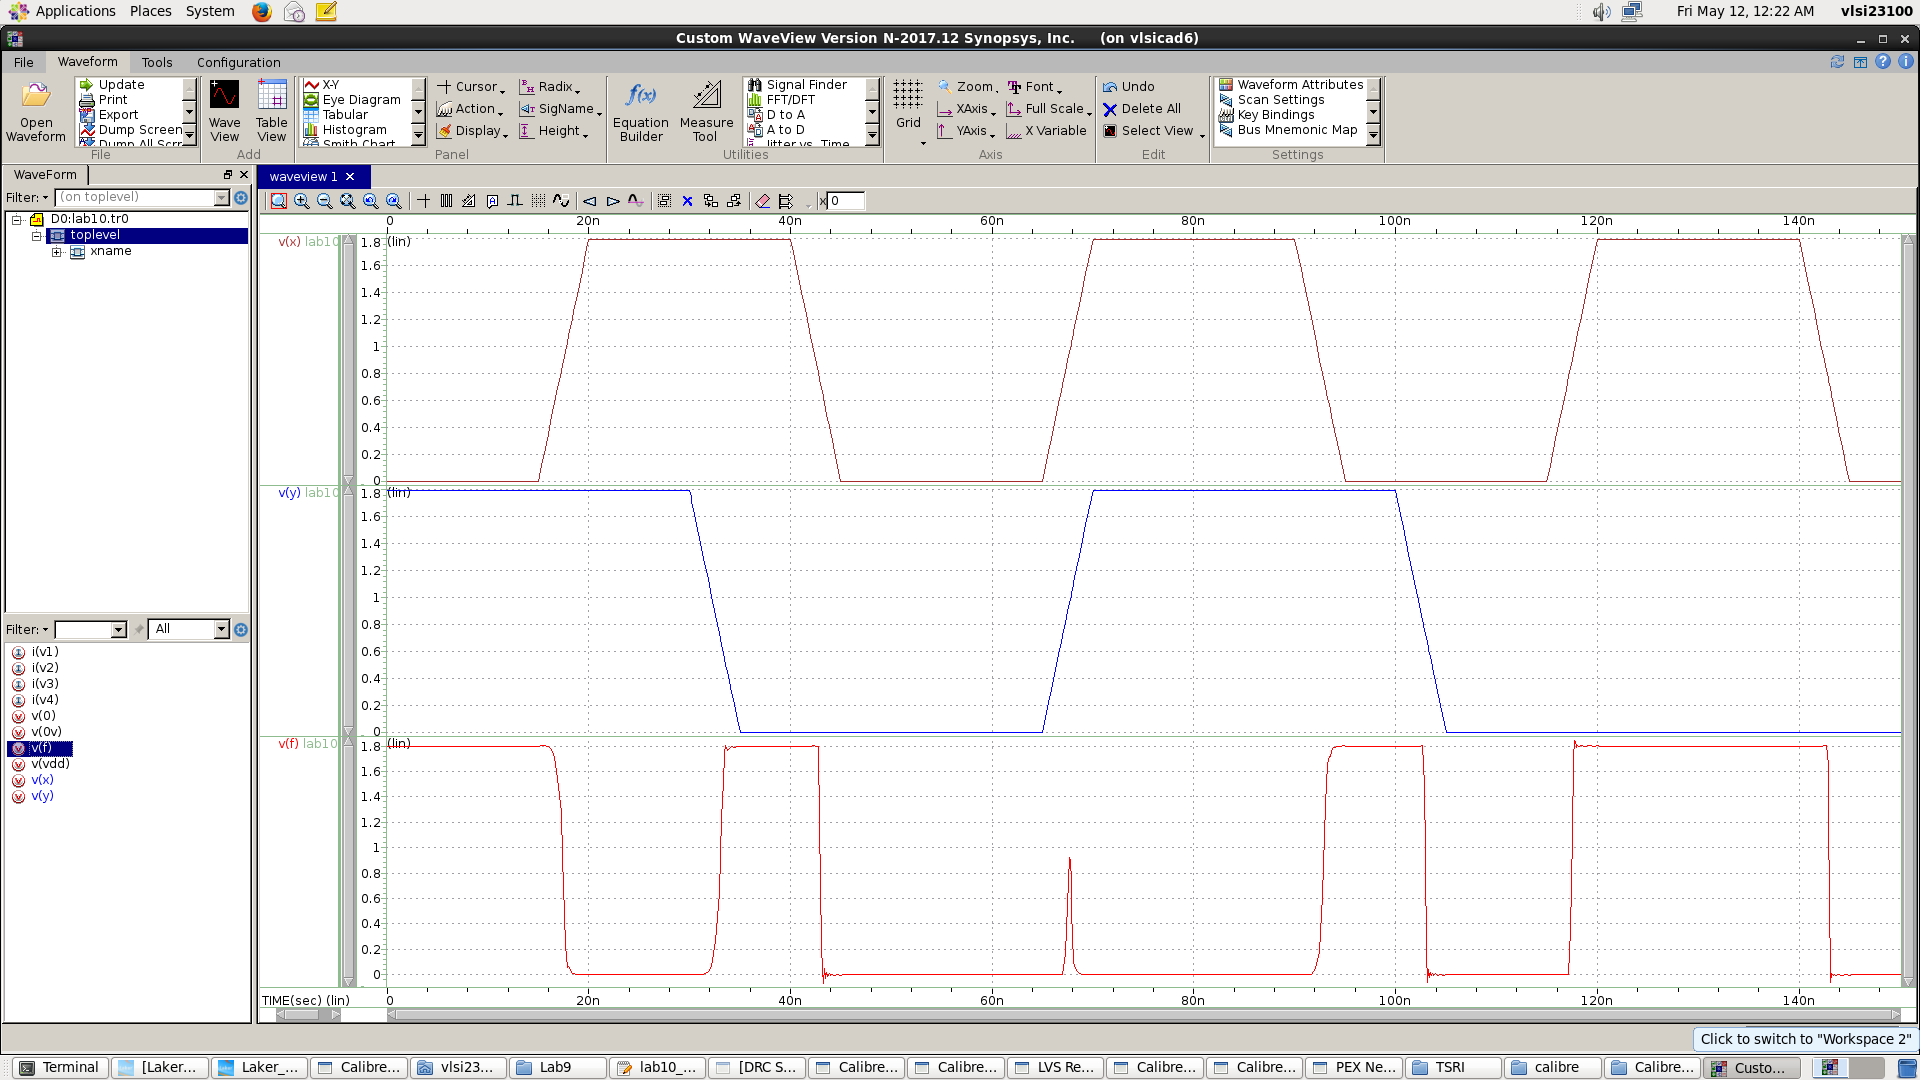 Applications Places System Fri May 12, 12:22 AM vlsi23100
Custom WaveView Version N-2017.12 Synopsys, Inc. (on vlsicad6)
File Waveform Tools Configuration
Open Waveform
Update
Print
Export
Dump Screen
Dump All Scr
File
Wave View
Table View
Add
X-Y
Eye Diagram
Tabular
Histogram
Smith Chart
Cursor
Action
Display
Radix
SigName
Height
Panel
f(x)
Equation Builder
Measure Tool
Signal Finder
FFT/DFT
D to A
A to D
Jitter vs. Time
Utilities
Grid
Zoom
XAxis
YAxis
Font
Full Scale
X Variable
Axis
Undo
Delete All
Select View
Edit
Waveform Attributes
Scan Settings
Key Bindings
Bus Mnemonic Map
Settings
WaveForm
Filter: (on toplevel)
D0:lab10.tr0
toplevel
xname
Filter: All
i(v1)
i(v2)
i(v3)
i(v4)
v(0)
v(0v)
v(f)
v(vdd)
v(x)
v(y)
waveview 1
x 0
0 20n 40n 60n 80n 100n 120n 140n
v(x) lab10 1.8 (lin)
1.6
1.4
1.2
1
0.8
0.6
0.4
0.2
0
v(y) lab10 1.8 (lin)
1.6
1.4
1.2
1
0.8
0.6
0.4
0.2
0
v(f) lab10 1.8 (lin)
1.6
1.4
1.2
1
0.8
0.6
0.4
0.2
0
TIME(sec) (lin) 0 20n 40n 60n 80n 100n 120n 140n
Click to switch to "Workspace 2"
Terminal [Laker... Laker_... Calibre... vlsi23... Lab9 lab10_... [DRC S... Calibre... Calibre... LVS Re... Calibre... Calibre... PEX Ne... TSRI calibre Calibre... Custo...